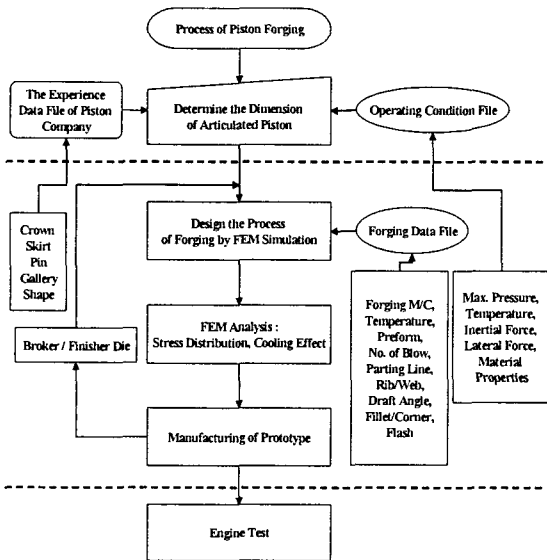 Process of Piston Forging
The Experience
Data File of Piston
Company
Determine the Dimension
of Articulated Piston
Operating Condition File
Crown
Skirt
Pin
Gallery
Shape
Design the Process
of Forging by FEM Simulation
Forging Data File
FEM Analysis :
Stress Distribution, Cooling Effect
Broker / Finisher Die
Forging M/C,
Temperature,
Preform,
No. of Blow,
Parting Line,
Rib/Web,
Draft Angle,
Fillet/Corner,
Flash
Max. Pressure,
Temperature,
Inertial Force,
Lateral Force,
Material
Properties
Manufacturing of Prototype
Engine Test